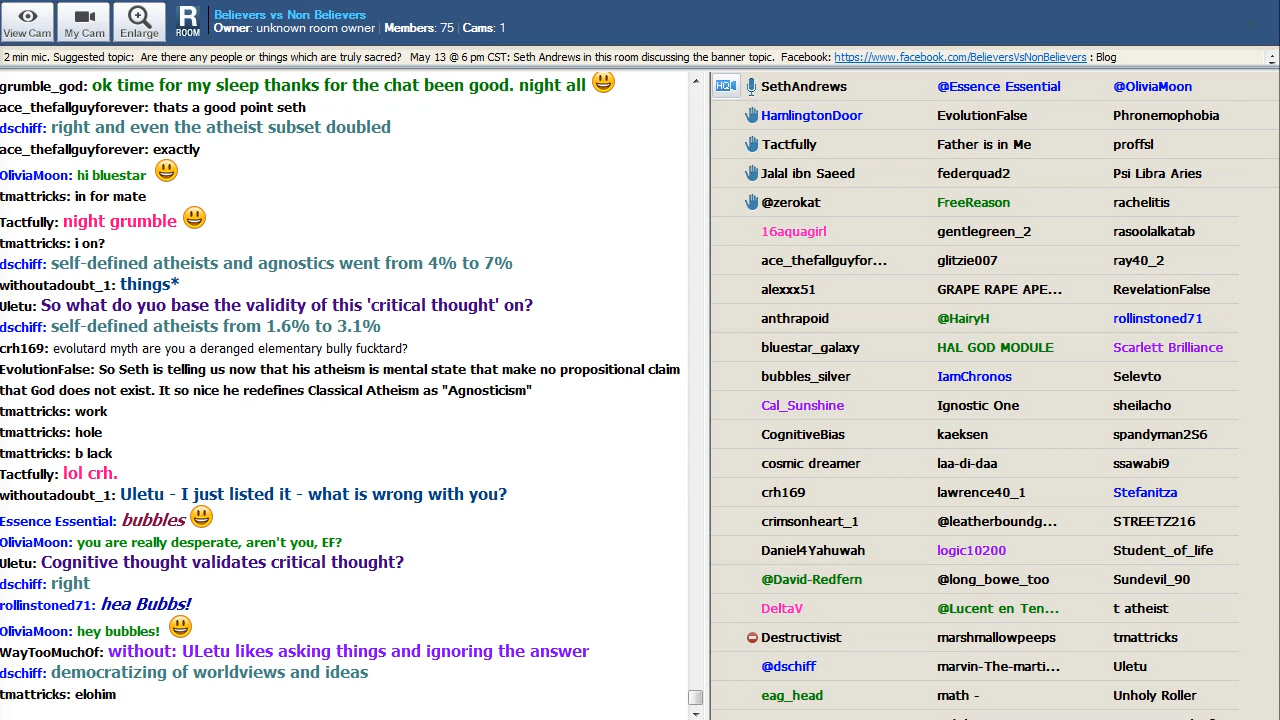 View Cam
My Cam
Enlarge
R
ROOM
Believers vs Non Believers
Owner: unknown room owner | Members: 75 | Cams: 1
2 min mic. Suggested topic: Are there any people or things which are truly sacred? May 13 @ 6 pm CST: Seth Andrews in this room discussing the banner topic. Facebook: https://www.facebook.com/BelieversVsNonBelievers : Blog
grumble_god: ok time for my sleep thanks for the chat been good. night all
ace_thefallguyforever: thats a good point seth
dschiff: right and even the atheist subset doubled
ace_thefallguyforever: exactly
OliviaMoon: hi bluestar
tmattricks: in for mate
Tactfully: night grumble
tmattricks: i on?
dschiff: self-defined atheists and agnostics went from 4% to 7%
withoutadoubt_1: things*
Uletu: So what do yuo base the validity of this 'critical thought' on?
dschiff: self-defined atheists from 1.6% to 3.1%
crh169: evolutard myth are you a deranged elementary bully fucktard?
EvolutionFalse: So Seth is telling us now that his atheism is mental state that make no propositional claim
that God does not exist. It so nice he redefines Classical Atheism as "Agnosticism"
tmattricks: work
tmattricks: hole
tmattricks: b lack
Tactfully: lol crh.
withoutadoubt_1: Uletu - I just listed it - what is wrong with you?
Essence Essential: bubbles
OliviaMoon: you are really desperate, aren't you, EF?
Uletu: Cognitive thought validates critical thought?
dschiff: right
rollinstoned71: hea Bubbs!
OliviaMoon: hey bubbles!
WayTooMuchOf: without: ULetu likes asking things and ignoring the answer
dschiff: democratizing of worldviews and ideas
tmattricks: elohim
HQ
SethAndrews @Essence Essential @OliviaMoon
HamlingtonDoor EvolutionFalse Phronemophobia
Tactfully Father is in Me proffsl
Jalal ibn Saeed federquad2 Psi Libra Aries
@zerokat FreeReason rachelitis
16aquagirl gentlegreen_2 rasoolalkatab
ace_thefallguyfor... glitzie007 ray40_2
alexxx51 GRAPE RAPE APE... RevelationFalse
anthrapoid @HairyH rollinstoned71
bluestar_galaxy HAL GOD MODULE Scarlett Brilliance
bubbles_silver IamChronos Selevto
Cal_Sunshine Ignostic One sheilacho
CognitiveBias kaeksen spandyman2S6
cosmic dreamer laa-di-daa ssawabi9
crh169 lawrence40_1 Stefanitza
crimsonheart_1 @leatherboundg... STREETZ216
Daniel4Yahuwah logic10200 Student_of_life
@David-Redfern @long_bowe_too Sundevil_90
DeltaV @Lucent en Ten... t atheist
Destructivist marshmallowpeeps tmattricks
@dschiff marvin-The-marti... Uletu
eag_head math - Unholy Roller